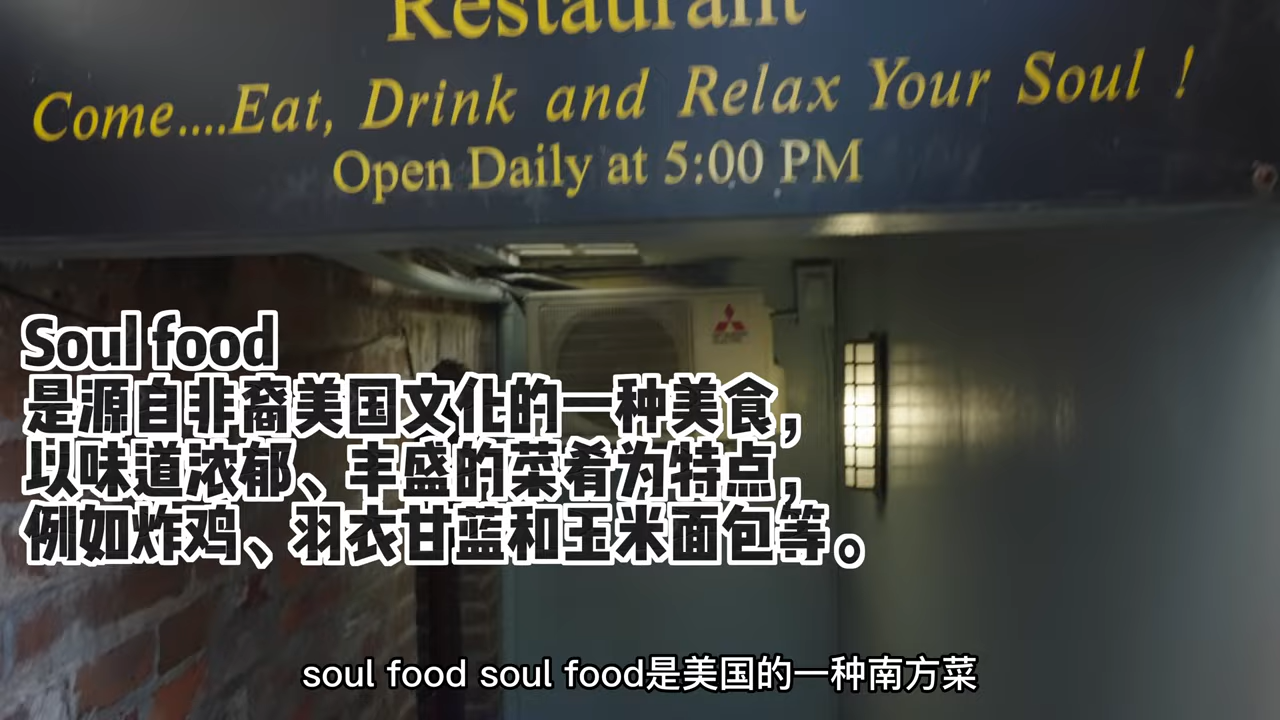 Restaurant
Come....Eat, Drink and Relax Your Soul !
Open Daily at 5:00 PM
Soul food
是源自非裔美国文化的一种美食，
以味道浓郁、丰盛的菜肴为特点，
例如炸鸡、羽衣甘蓝和玉米面包等。
soul food soul food是美国的一种南方菜